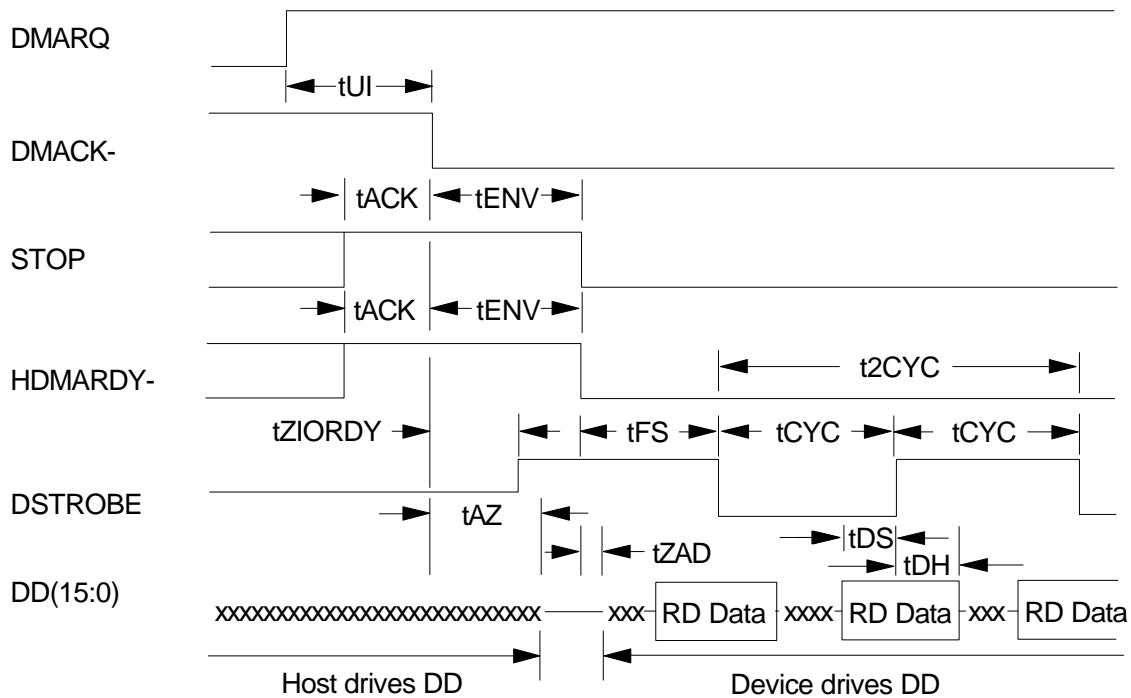 DMARQ
tUI
DMACK-
tACK tENV
STOP
tACK tENV
HDMARDY-
t2CYC
tZIORDY tFS tCYC tCYC
DSTROBE
tAZ
tDS
tZAD
tDH
DD(15:0)
xxxxxxxxxxxxxxxxxxxxxxxxxx xxx RD Data xxxx RD Data xxx RD Data
Host drives DD Device drives DD